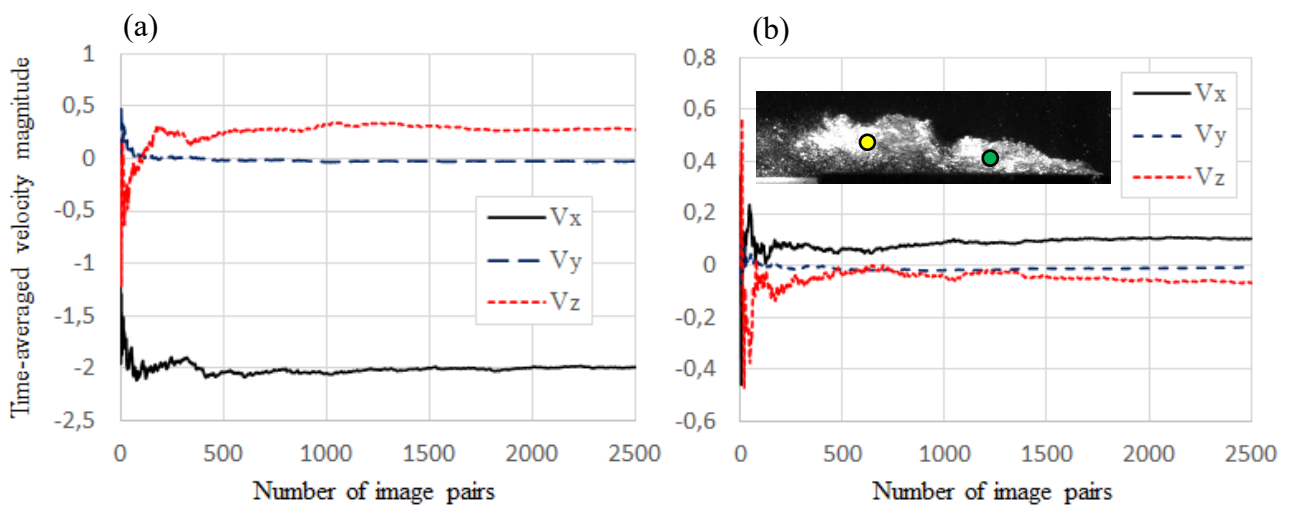 (a)
(b)
Time-averaged velocity magnitude
1
0,5
0
-0,5
-1
-1,5
-2
-2,5
Vx
Vy
Vz
0 500 1000 1500 2000 2500
Number of image pairs
0,8
0,6
0,4
0,2
0
-0,2
-0,4
-0,6
Vx
Vy
Vz
0 500 1000 1500 2000 2500
Number of image pairs